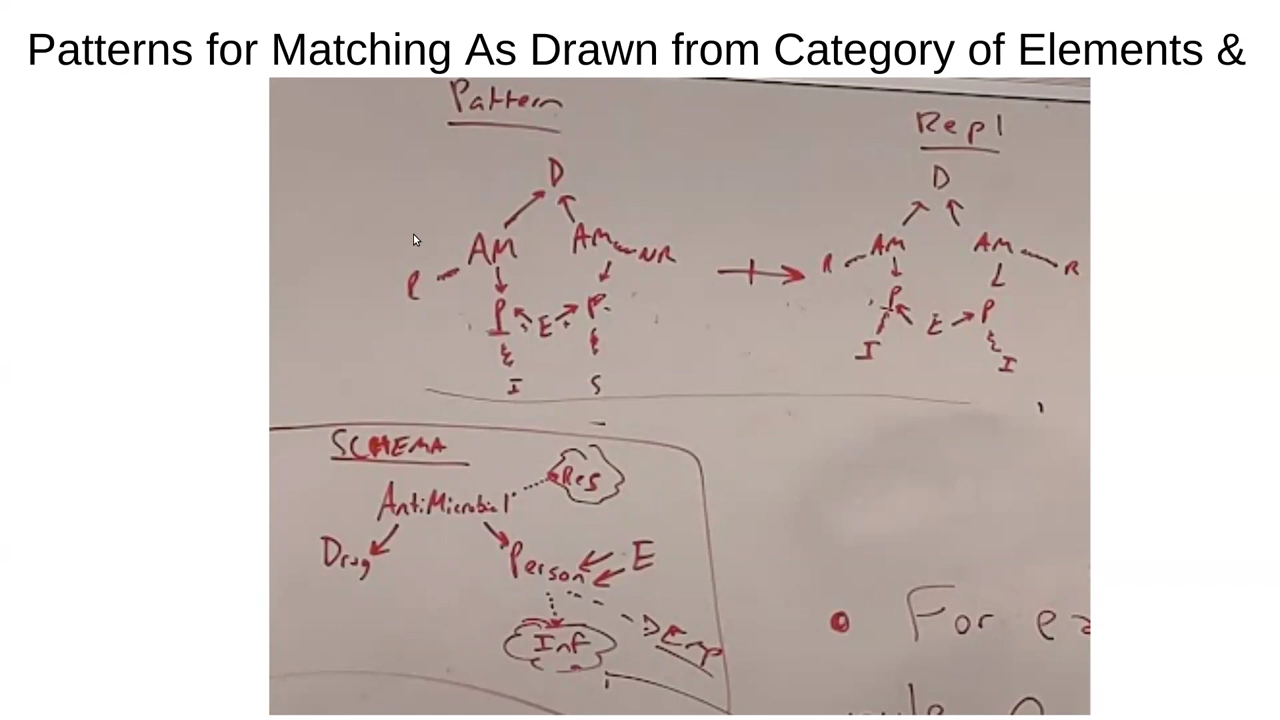 Patterns for Matching As Drawn from Category of Elements &
Pattern
Repl
D
D
AM
AM NR
R
P E P
I S
R AM
AM R
P E P
I I
SCHEMA
Res
AntiMicrobial
Drug
Person E
Inf Emp
For